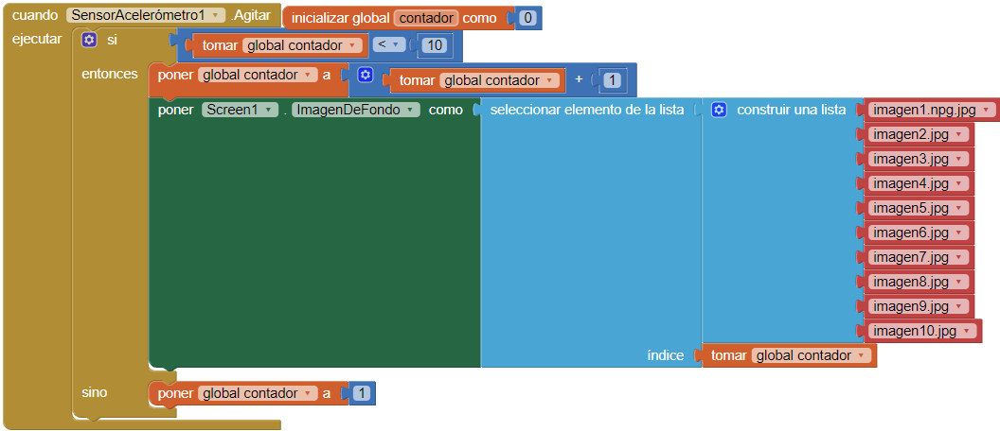 cuando SensorAcelerómetro1 .Agitar inicializar global contador como 0
ejecutar si tomar global contador < 10
entonces poner global contador a tomar global contador + 1
poner Screen1 . ImagenDeFondo como seleccionar elemento de la lista construir una lista imagen1.npg.jpg
imagen2.jpg
imagen3.jpg
imagen4.jpg
imagen5.jpg
imagen6.jpg
imagen7.jpg
imagen8.jpg
imagen9.jpg
imagen10.jpg
índice tomar global contador
sino poner global contador a 1